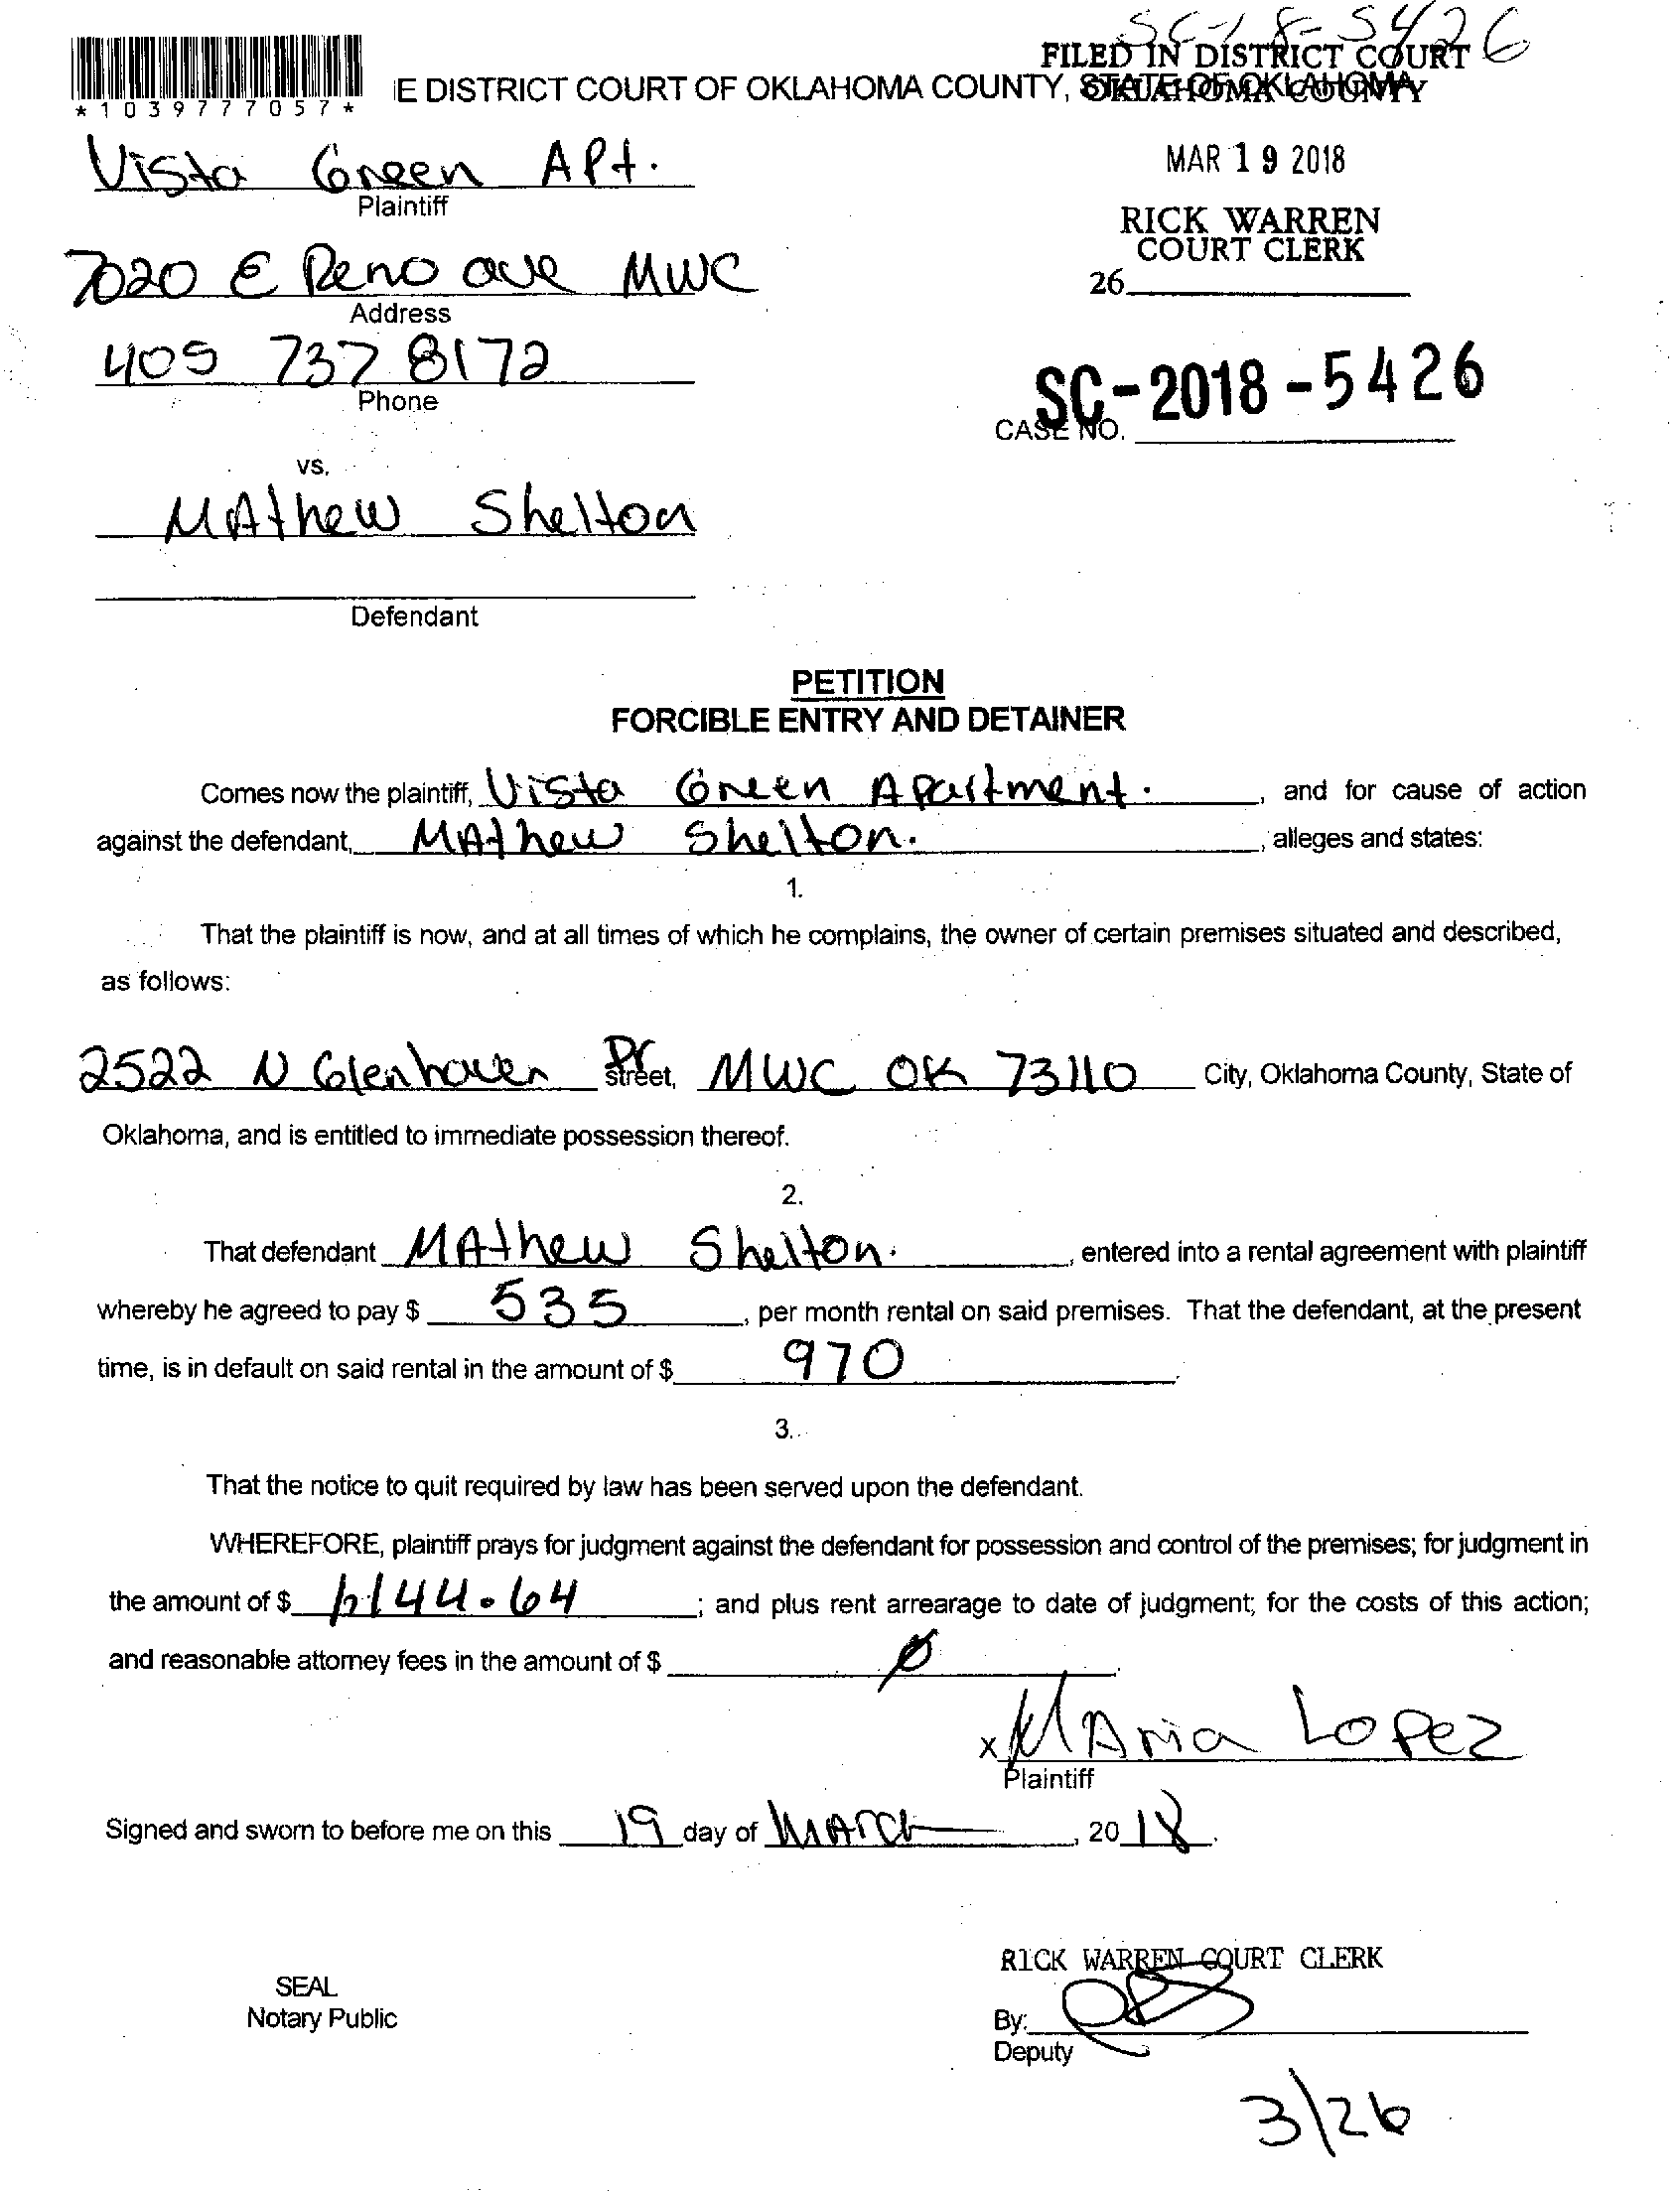 SC-18-5426
FILED IN DISTRICT COURT
OKLAHOMA COUNTY
*1039777057*
E DISTRICT COURT OF OKLAHOMA COUNTY, STATE OF OKLAHOMA
Vista Green Apt.
Plaintiff
MAR 19 2018
RICK WARREN
COURT CLERK
26
7020 E Reno ave MWC
Address
405 737 8172
Phone
SC-2018-5426
CASE NO.
vs.
MAthew Shelton
Defendant
PETITION
FORCIBLE ENTRY AND DETAINER
Comes now the plaintiff, Vista Green Apartment. , and for cause of action
against the defendant, MAthew Shelton. , alleges and states:
1.
That the plaintiff is now, and at all times of which he complains, the owner of certain premises situated and described,
as follows:
2522 N Glenhaven Dr street, MWC OK 73110 City, Oklahoma County, State of
Oklahoma, and is entitled to immediate possession thereof.
2.
That defendant MAthew Shelton. , entered into a rental agreement with plaintiff
whereby he agreed to pay $ 535 , per month rental on said premises. That the defendant, at the present
time, is in default on said rental in the amount of $ 970 .
3.
That the notice to quit required by law has been served upon the defendant.
WHEREFORE, plaintiff prays for judgment against the defendant for possession and control of the premises; for judgment in
the amount of $ 144.64 ; and plus rent arrearage to date of judgment; for the costs of this action;
and reasonable attorney fees in the amount of $ 0 .
x MAria Lopez
Plaintiff
Signed and sworn to before me on this 19 day of MArch , 20 18 .
RICK WARREN COURT CLERK
SEAL
Notary Public
By:
Deputy
3/26